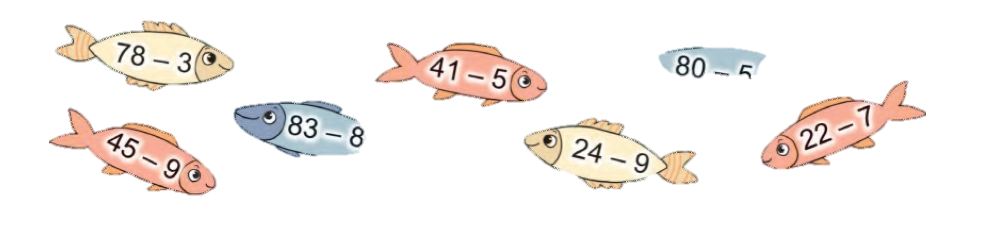 78 – 3
41 – 5
80 – 5
45 – 9
83 – 8
24 – 9
22 – 7